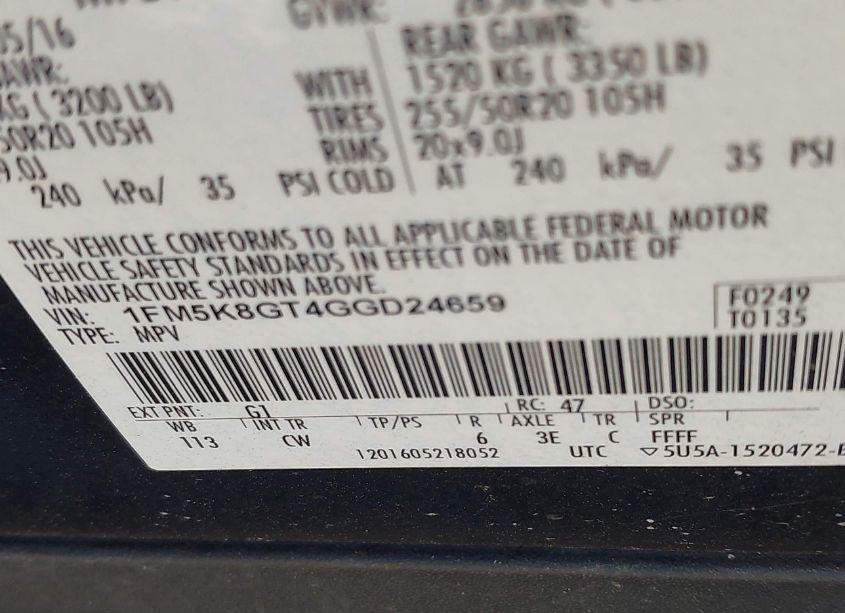 05/16
REAR GAWR:
GAWR: WITH 1520 KG ( 3350 LB)
KG ( 3200 LB) TIRES 255/50R20 105H
50R20 105H RIMS 20x9.0J
9.0J
240 kPa/ 35 PSI COLD AT 240 kPa/ 35 PSI
THIS VEHICLE CONFORMS TO ALL APPLICABLE FEDERAL MOTOR
VEHICLE SAFETY STANDARDS IN EFFECT ON THE DATE OF
MANUFACTURE SHOWN ABOVE.
VIN: 1FM5K8GT4GGD24659
F0249
TYPE: MPV T0135
EXT PNT: G1 RC: 47 DSO:
WB INT TR TP/PS R AXLE TR SPR
113 CW 6 3E C FFFF
1201605218052 UTC ▽5U5A-1520472-